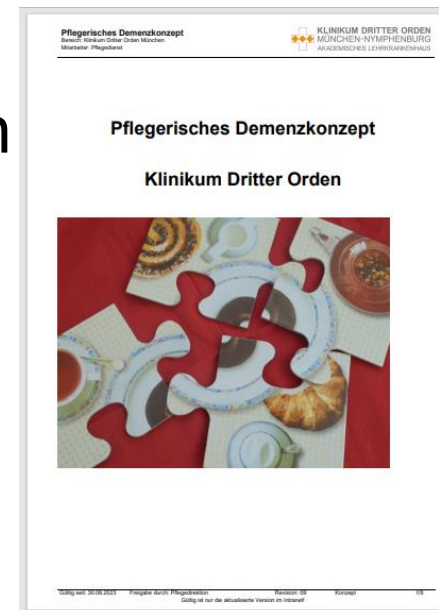 n
Pflegerisches Demenzkonzept
Bereich: Klinikum Dritter Orden München
Mitarbeiter: Pflegedienst
KLINIKUM DRITTER ORDEN
MÜNCHEN-NYMPHENBURG
AKADEMISCHES LEHRKRANKENHAUS
Pflegerisches Demenzkonzept
Klinikum Dritter Orden
Gültig seit: 30.08.2023 Freigabe durch: Pflegedirektion Revision: 09 Konzept 1/9
Gültig ist nur die aktualisierte Version im Intranet!